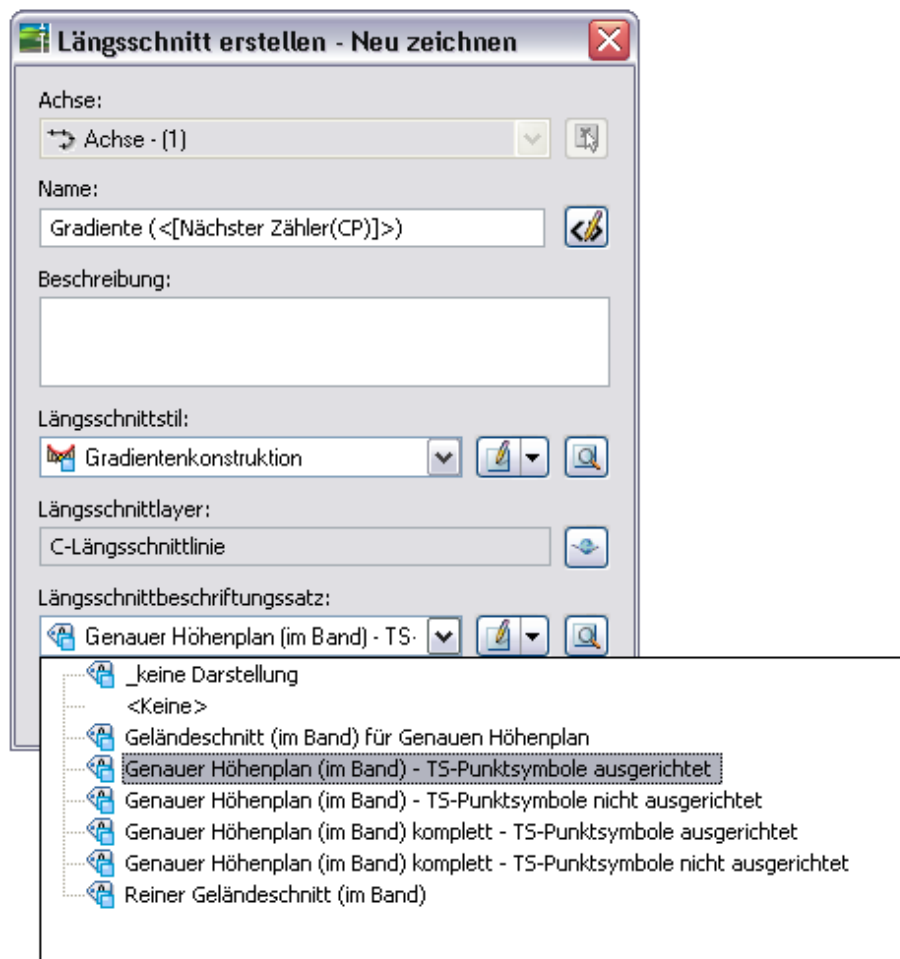 Längsschnitt erstellen - Neu zeichnen
Achse:
Achse - (1)
Name:
Gradiente (<[Nächster Zähler(CP)]>)
Beschreibung:
Längsschnittstil:
Gradientenkonstruktion
Längsschnittlayer:
C-Längsschnittlinie
Längsschnittbeschriftungssatz:
Genauer Höhenplan (im Band) - TS-
_keine Darstellung
<Keine>
Geländeschnitt (im Band) für Genauen Höhenplan
Genauer Höhenplan (im Band) - TS-Punktsymbole ausgerichtet
Genauer Höhenplan (im Band) - TS-Punktsymbole nicht ausgerichtet
Genauer Höhenplan (im Band) komplett - TS-Punktsymbole ausgerichtet
Genauer Höhenplan (im Band) komplett - TS-Punktsymbole nicht ausgerichtet
Reiner Geländeschnitt (im Band)